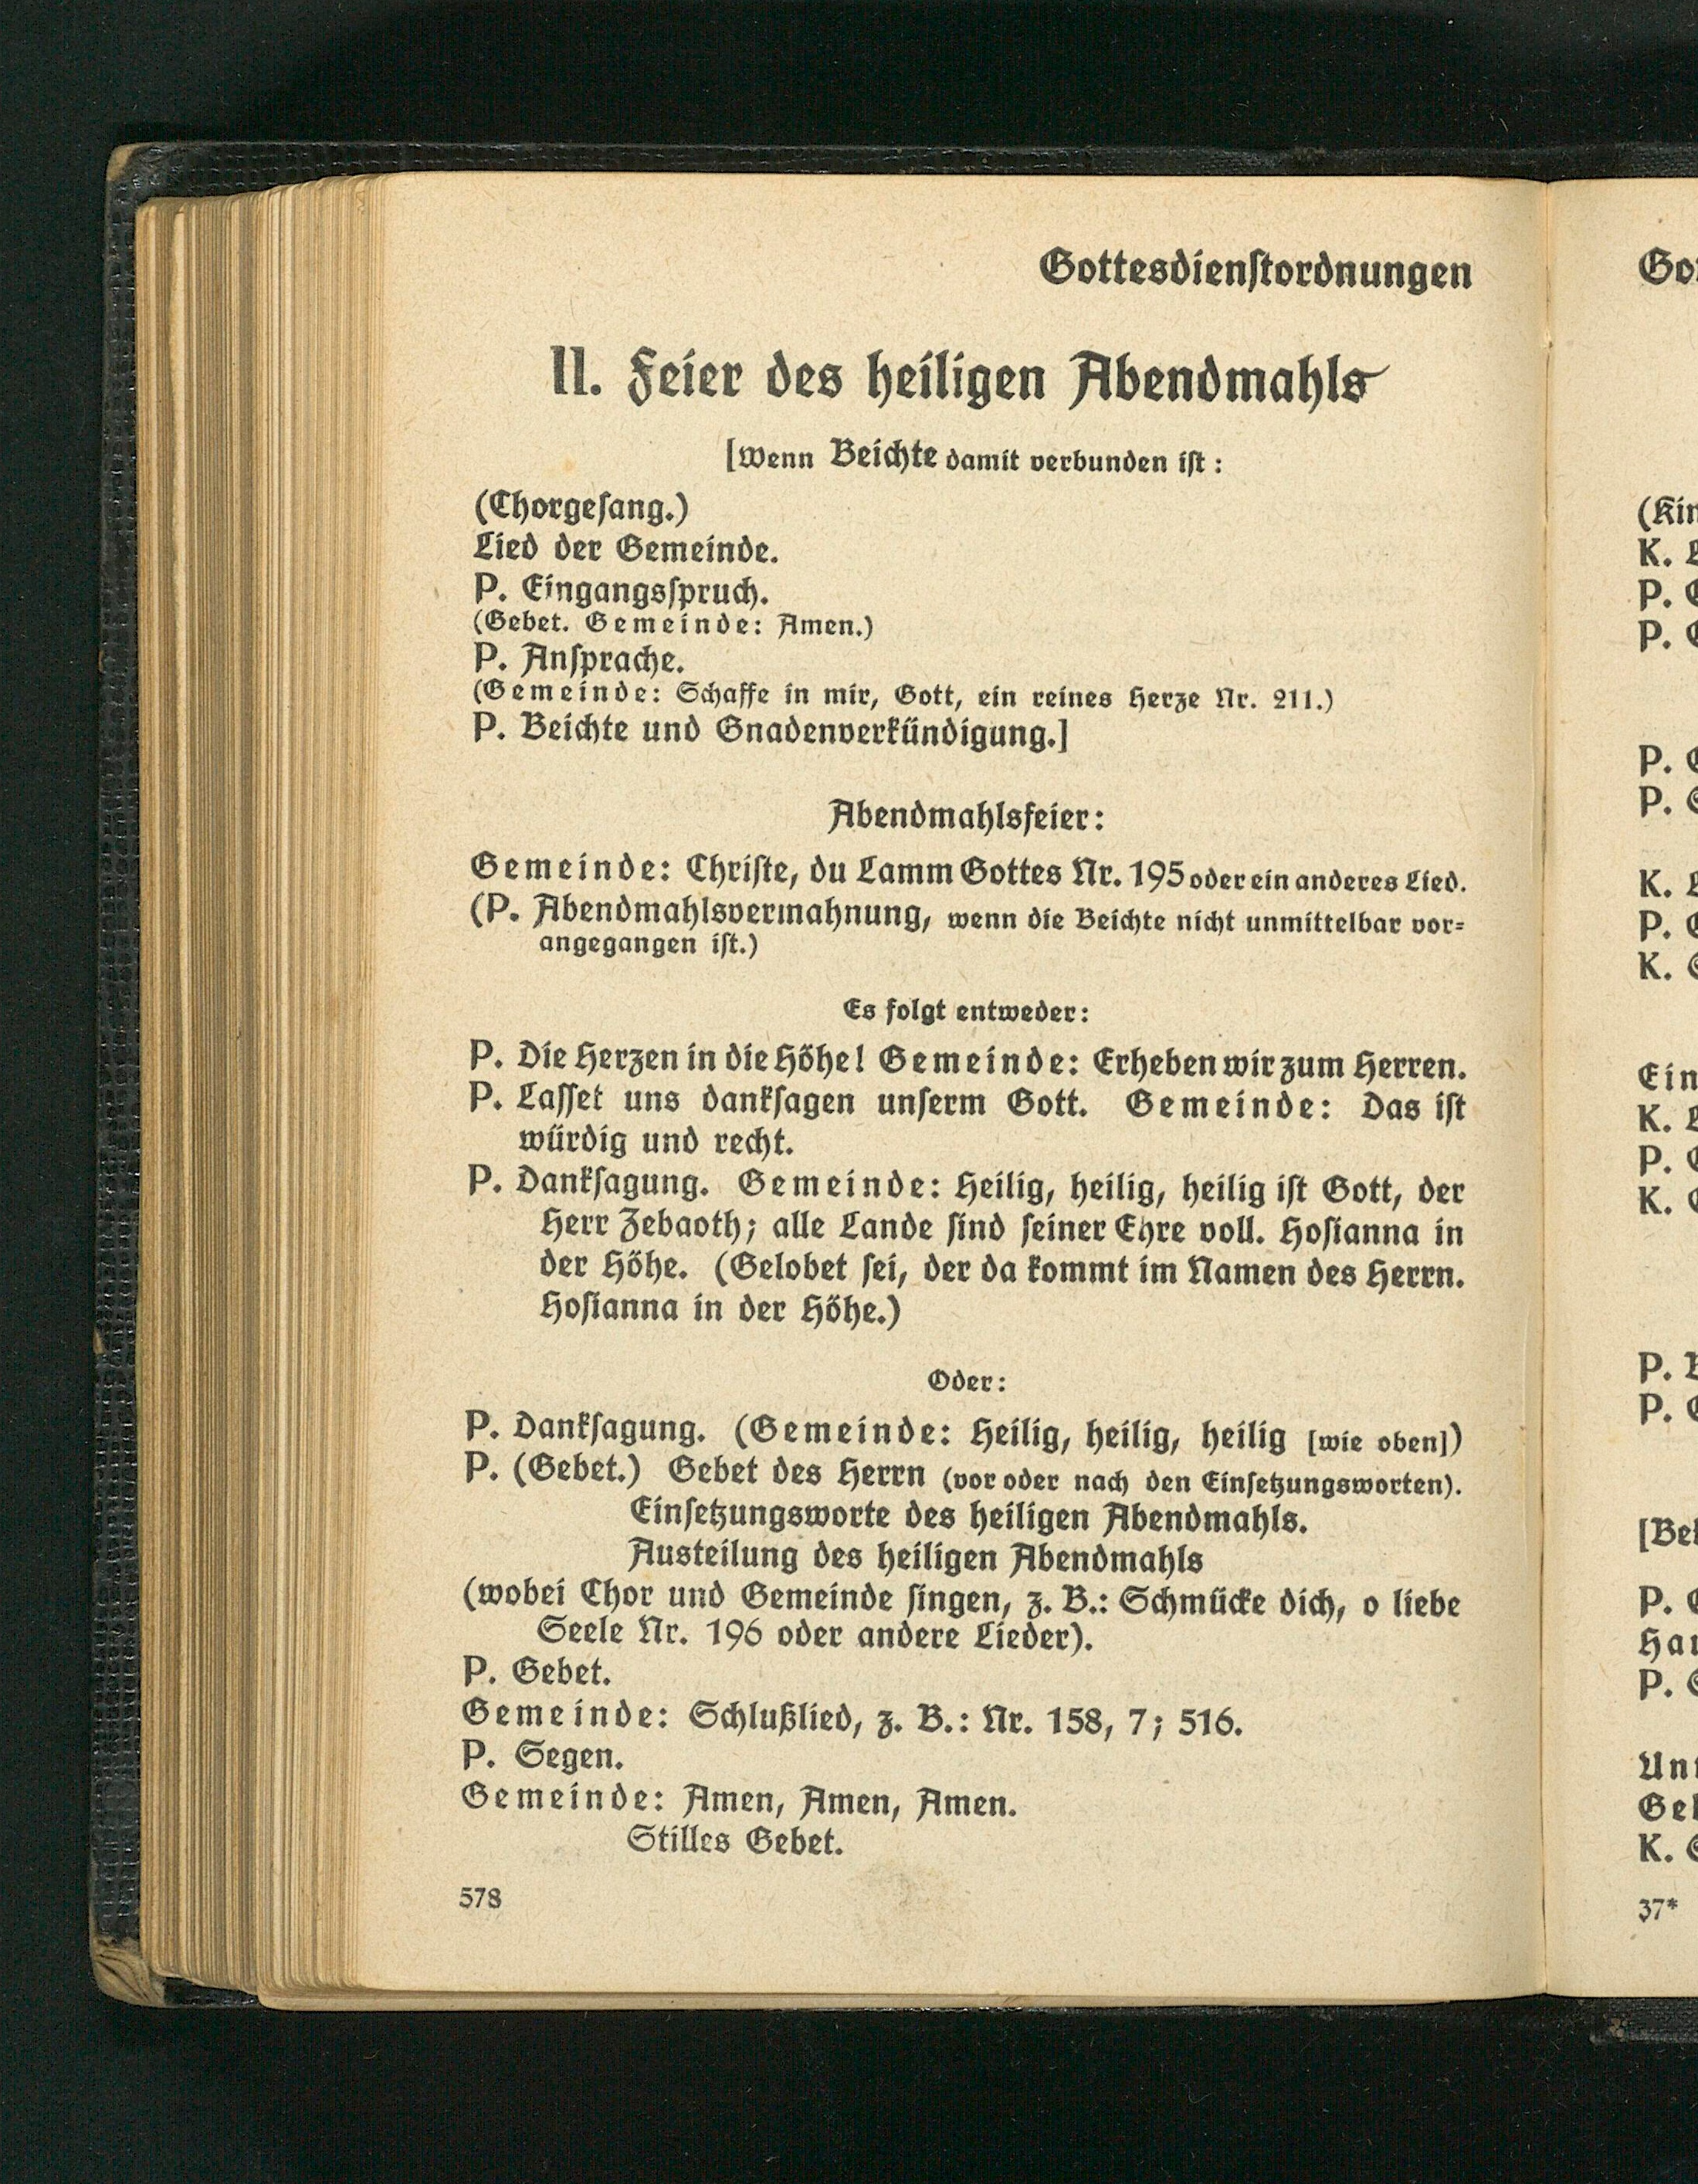 Gottesdienstordnungen
II. Feier des heiligen Abendmahls
[wenn Beichte damit verbunden ist:
(Chorgesang.)
Lied der Gemeinde.
P. Eingangsspruch.
(Gebet. Gemeinde: Amen.)
P. Ansprache.
(Gemeinde: Schaffe in mir, Gott, ein reines Herze Nr. 211.)
P. Beichte und Gnadenverkündigung.]
Abendmahlsfeier:
Gemeinde: Christe, du Lamm Gottes Nr. 195 oder ein anderes Lied.
(P. Abendmahlsvermahnung, wenn die Beichte nicht unmittelbar vor-
angegangen ist.)
Es folgt entweder:
P. Die Herzen in die Höhe! Gemeinde: Erheben wir zum Herren.
P. Lasset uns danksagen unserm Gott. Gemeinde: Das ist
würdig und recht.
P. Danksagung. Gemeinde: Heilig, heilig, heilig ist Gott, der
Herr Zebaoth; alle Lande sind seiner Ehre voll. Hosianna in
der Höhe. (Gelobet sei, der da kommt im Namen des Herrn.
Hosianna in der Höhe.)
Oder:
P. Danksagung. (Gemeinde: Heilig, heilig, heilig [wie oben])
P. (Gebet.) Gebet des Herrn (vor oder nach den Einsetzungsworten).
Einsetzungsworte des heiligen Abendmahls.
Austeilung des heiligen Abendmahls
(wobei Chor und Gemeinde singen, z. B.: Schmücke dich, o liebe
Seele Nr. 196 oder andere Lieder).
P. Gebet.
Gemeinde: Schlußlied, z. B.: Nr. 158, 7; 516.
P. Segen.
Gemeinde: Amen, Amen, Amen.
Stilles Gebet.
578
K.
P.
P.
P.
P.
K.
P.
K.
K.
P.
K.
P.
P.
P.
P.
K.
37*